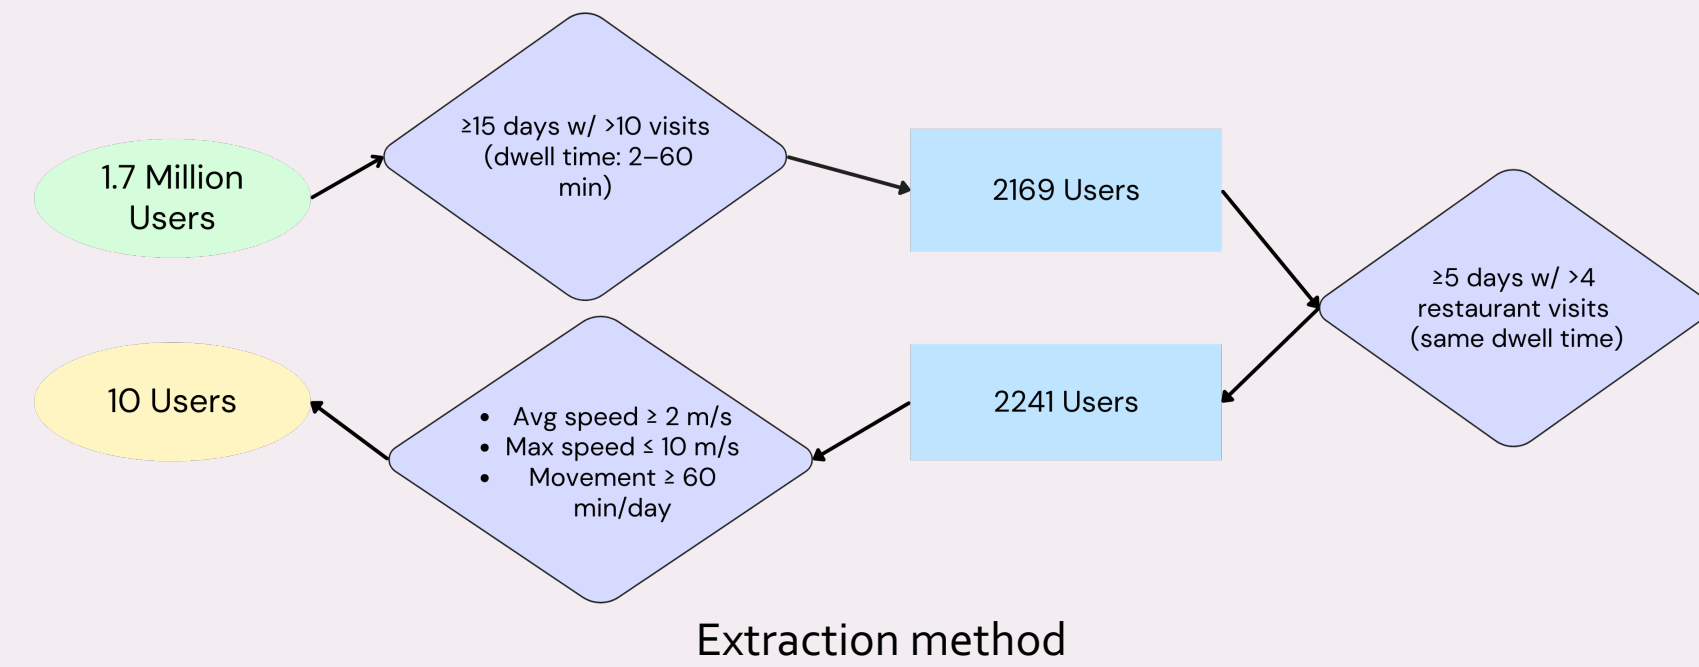 1.7 Million
Users
≥15 days w/ >10 visits
(dwell time: 2–60
min)
2169 Users
≥5 days w/ >4
restaurant visits
(same dwell time)
2241 Users
• Avg speed ≥ 2 m/s
• Max speed ≤ 10 m/s
• Movement ≥ 60
min/day
10 Users
Extraction method